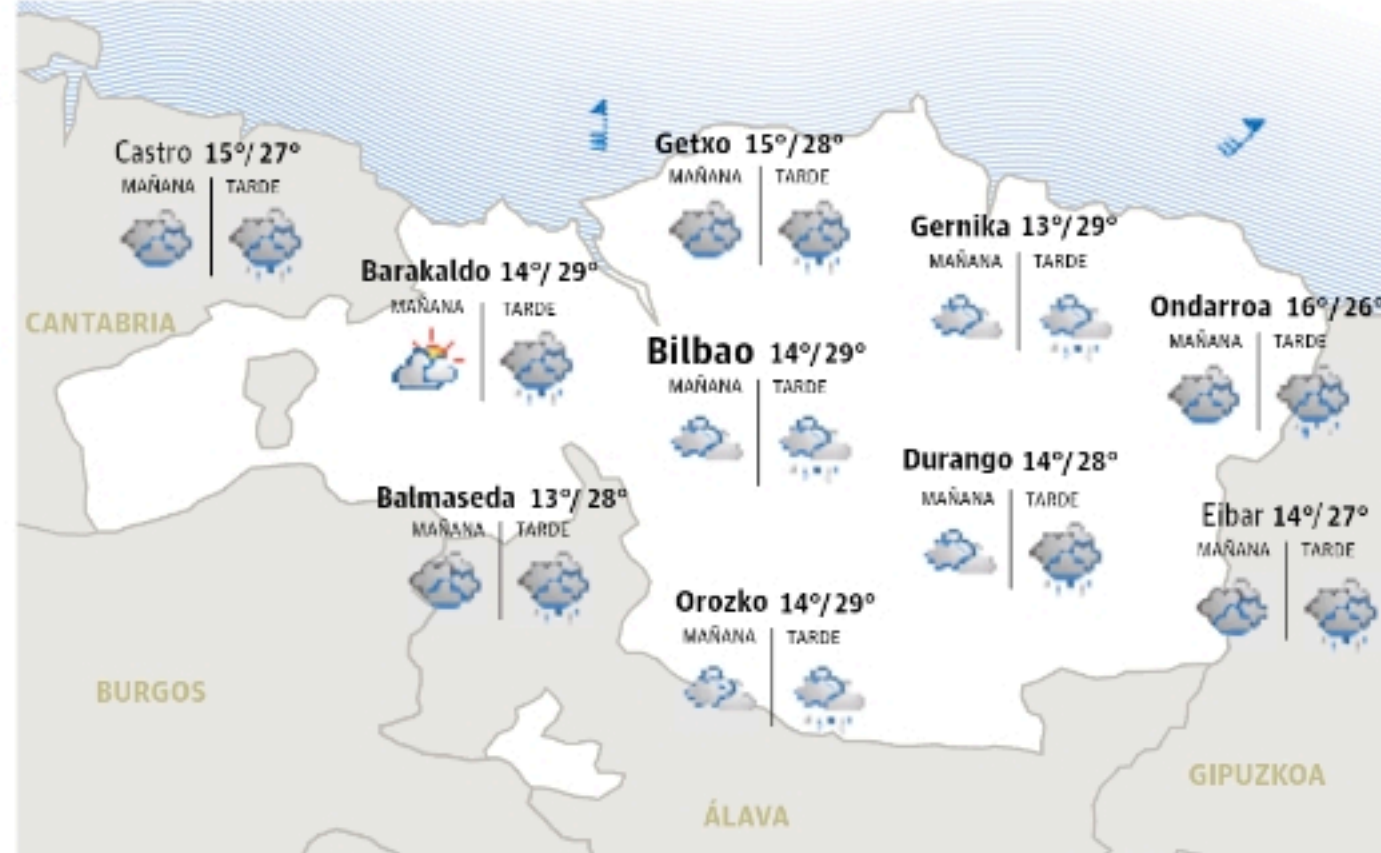 Castro 15°/27°
MAÑANA TARDE
Getxo 15°/28°
MAÑANA TARDE
Gernika 13°/29°
MAÑANA TARDE
Barakaldo 14°/29°
MAÑANA TARDE
Ondarroa 16°/26°
MAÑANA TARDE
CANTABRIA
Bilbao 14°/29°
MAÑANA TARDE
Durango 14°/28°
MAÑANA TARDE
Balmaseda 13°/28°
MAÑANA TARDE
Eibar 14°/27°
MAÑANA TARDE
Orozko 14°/29°
MAÑANA TARDE
BURGOS
GIPUZKOA
ÁLAVA